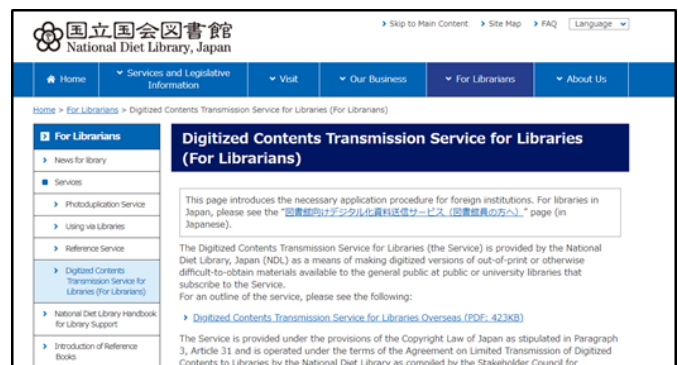 国立国会図書館
National Diet Library, Japan
Skip to Main Content
Site Map
FAQ
Language
Home
Services and Legislative
Information
Visit
Our Business
For Librarians
About Us
Home > For Librarians > Digitized Contents Transmission Service for Libraries (For Librarians)
For Librarians
News for library
Services
Photoduplication Service
Using via Libraries
Reference Service
Digitized Contents
Transmission Service for
Libraries (For Librarians)
National Diet Library Handbook
for Library Support
Introduction of Reference
Books
Digitized Contents Transmission Service for Libraries
(For Librarians)
This page introduces the necessary application procedure for foreign institutions. For libraries in
Japan, please see the "図書館向けデジタル化資料送信サービス（図書館員の方へ）" page (in
Japanese).
The Digitized Contents Transmission Service for Libraries (the Service) is provided by the National
Diet Library, Japan (NDL) as a means of making digitized versions of out-of-print or otherwise
difficult-to-obtain materials available to the general public at public or university libraries that
subscribe to the Service.
For an outline of the service, please see the following:
Digitized Contents Transmission Service for Libraries Overseas (PDF: 423KB)
The Service is provided under the provisions of the Copyright Law of Japan as stipulated in Paragraph
3, Article 31 and is operated under the terms of the Agreement on Limited Transmission of Digitized
Contents to Libraries by the National Diet Library as compiled by the Stakeholder Council for